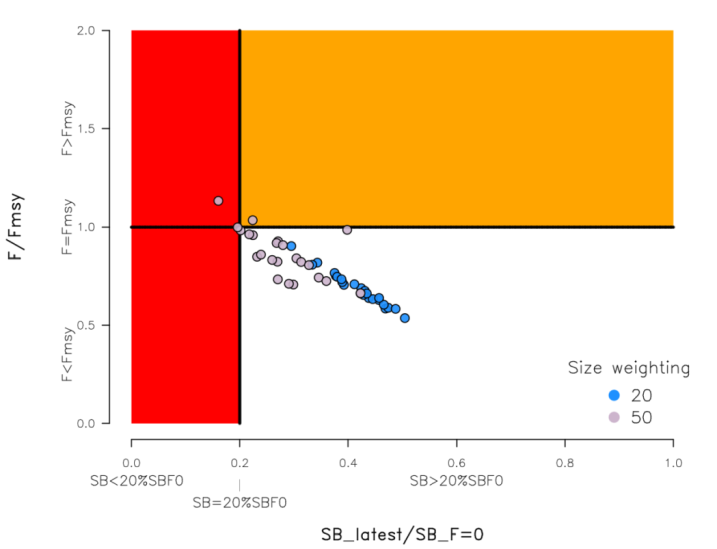 2.0
1.5
1.0
0.5
0.0
F>Fmsy
F=Fmsy
F<Fmsy
F/Fmsy
Size weighting
20
50
0.0 0.2 0.4 0.6 0.8 1.0
SB<20%SBF0 SB>20%SBF0
SB=20%SBF0
SB_latest/SB_F=0